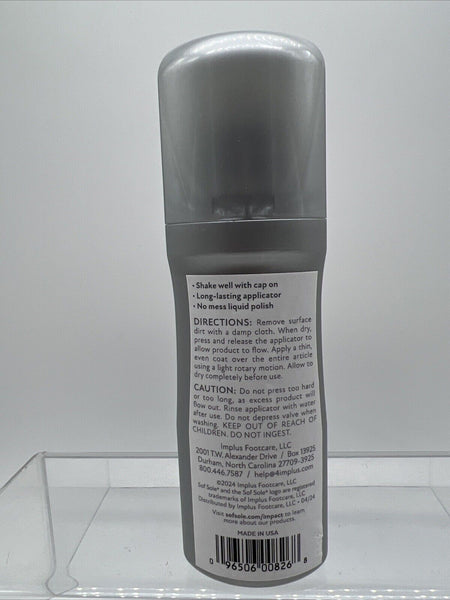 • Shake well with cap on
• Long-lasting applicator
• No mess liquid polish
DIRECTIONS: Remove surface
dirt with a damp cloth. When dry,
press and release the applicator to
allow product to flow. Apply a thin,
even coat over the entire article
using a light rotary motion. Allow to
dry completely before use.
CAUTION: Do not press too hard
or too long, as excess product will
flow out. Rinse applicator with water
after use. Do not depress valve when
washing. KEEP OUT OF REACH OF
CHILDREN. DO NOT INGEST.
Implus Footcare, LLC
2001 T.W. Alexander Drive / Box 13925
Durham, North Carolina 27709-3925
800.446.7587 / help@4implus.com
©2024 Implus Footcare, LLC
Sof Sole® and the Sof Sole® logo are registered
trademarks of Implus Footcare, LLC
Distributed by Implus Footcare, LLC • 04/24
Visit sofsole.com/impact to learn
more about our products.
MADE IN USA
0 96506 00826 8